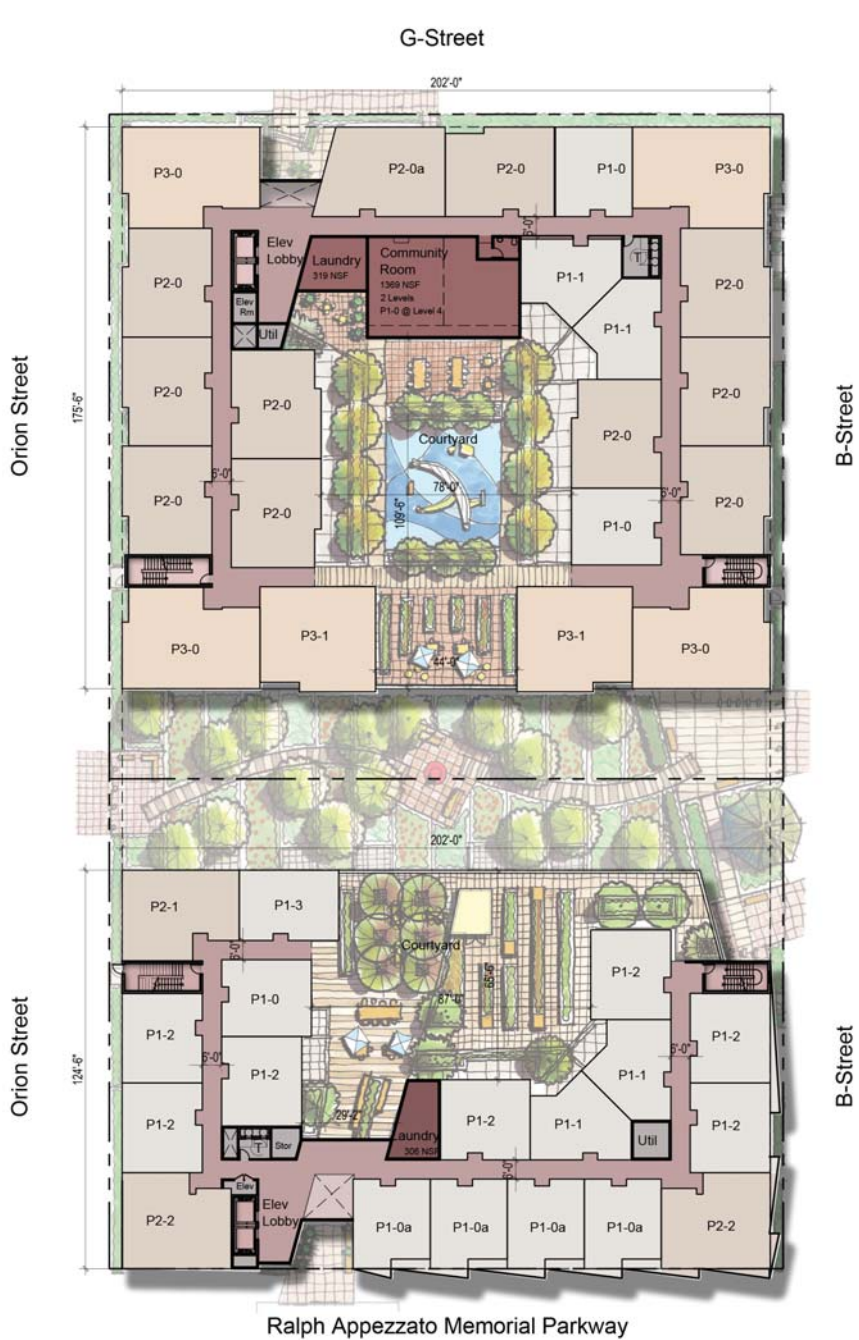 G-Street
202'-0"
P3-0
P2-0a
P2-0
P1-0
P3-0
6'-0"
Elev
Lobby
Laundry
319 NSF
Community
Room
1369 NSF
2 Levels
P1-0 @ Level 4
P1-1
T
P2-0
Elev
Rm
Util
P1-1
P2-0
Orion Street
175'-6"
B-Street
P2-0
P2-0
P2-0
P2-0
Courtyard
78'-0"
109'-6"
P2-0
6'-0"
P2-0
P1-0
6'-0"
P2-0
P3-0
P3-1
44'-0"
P3-1
P3-0
202'-0"
P2-1
P1-3
Courtyard
6'-0"
P1-0
P1-2
87'-0"
65'-6"
Orion Street
124'-6"
B-Street
P1-2
6'-0"
P1-2
P1-1
6'-0"
P1-2
P1-2
29'-2"
P1-2
P1-1
P1-2
T
Stor
Laundry
306 NSF
Util
6'-0"
P2-2
Elev
Elev
Lobby
P1-0a
P1-0a
P1-0a
P1-0a
P2-2
Ralph Appezzato Memorial Parkway